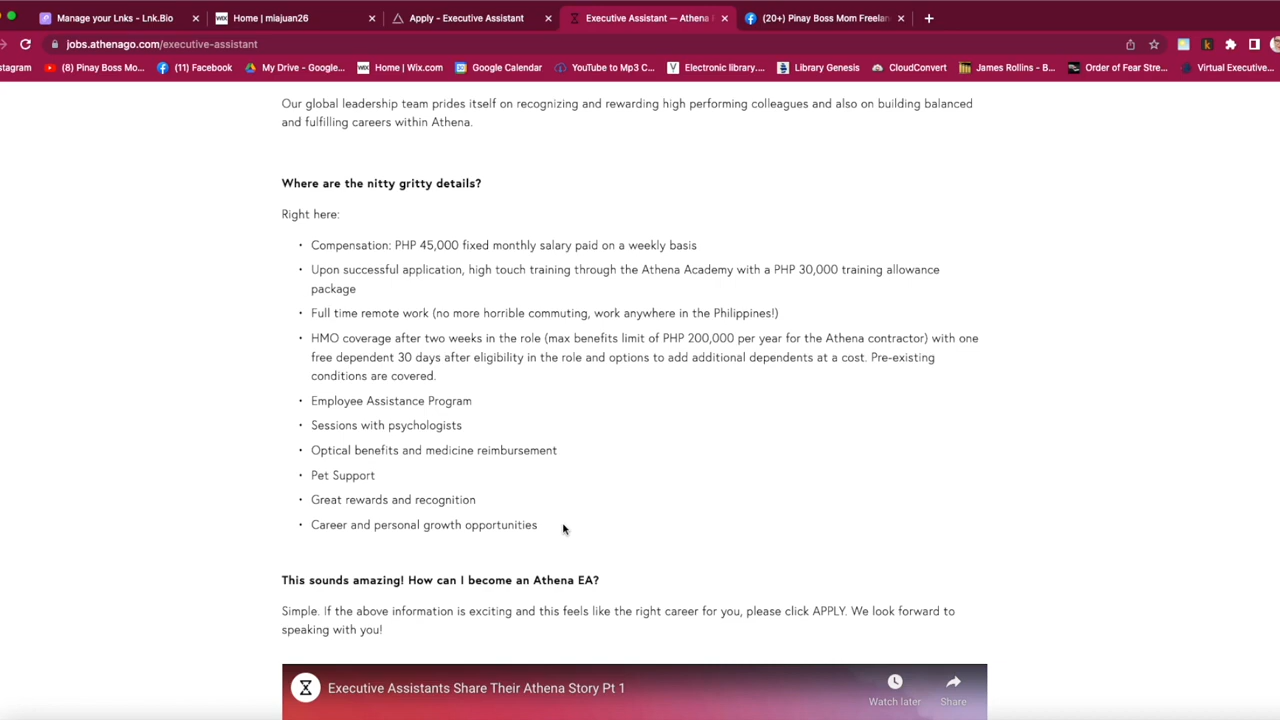 Manage your Lnks - Lnk.Bio
Home | miajuan26
Apply - Executive Assistant
Executive Assistant — Athena
(20+) Pinay Boss Mom Freelan
jobs.athenago.com/executive-assistant
stagram
(8) Pinay Boss Mo...
(11) Facebook
My Drive - Google...
Home | Wix.com
Google Calendar
YouTube to Mp3 C...
Electronic library....
Library Genesis
CloudConvert
James Rollins - B...
Order of Fear Stre...
Virtual Executive...
Our global leadership team prides itself on recognizing and rewarding high performing colleagues and also on building balanced
and fulfilling careers within Athena.
Where are the nitty gritty details?
Right here:
• Compensation: PHP 45,000 fixed monthly salary paid on a weekly basis
• Upon successful application, high touch training through the Athena Academy with a PHP 30,000 training allowance
package
• Full time remote work (no more horrible commuting, work anywhere in the Philippines!)
• HMO coverage after two weeks in the role (max benefits limit of PHP 200,000 per year for the Athena contractor) with one
free dependent 30 days after eligibility in the role and options to add additional dependents at a cost. Pre-existing
conditions are covered.
• Employee Assistance Program
• Sessions with psychologists
• Optical benefits and medicine reimbursement
• Pet Support
• Great rewards and recognition
• Career and personal growth opportunities
This sounds amazing! How can I become an Athena EA?
Simple. If the above information is exciting and this feels like the right career for you, please click APPLY. We look forward to
speaking with you!
Executive Assistants Share Their Athena Story Pt 1
Watch later
Share